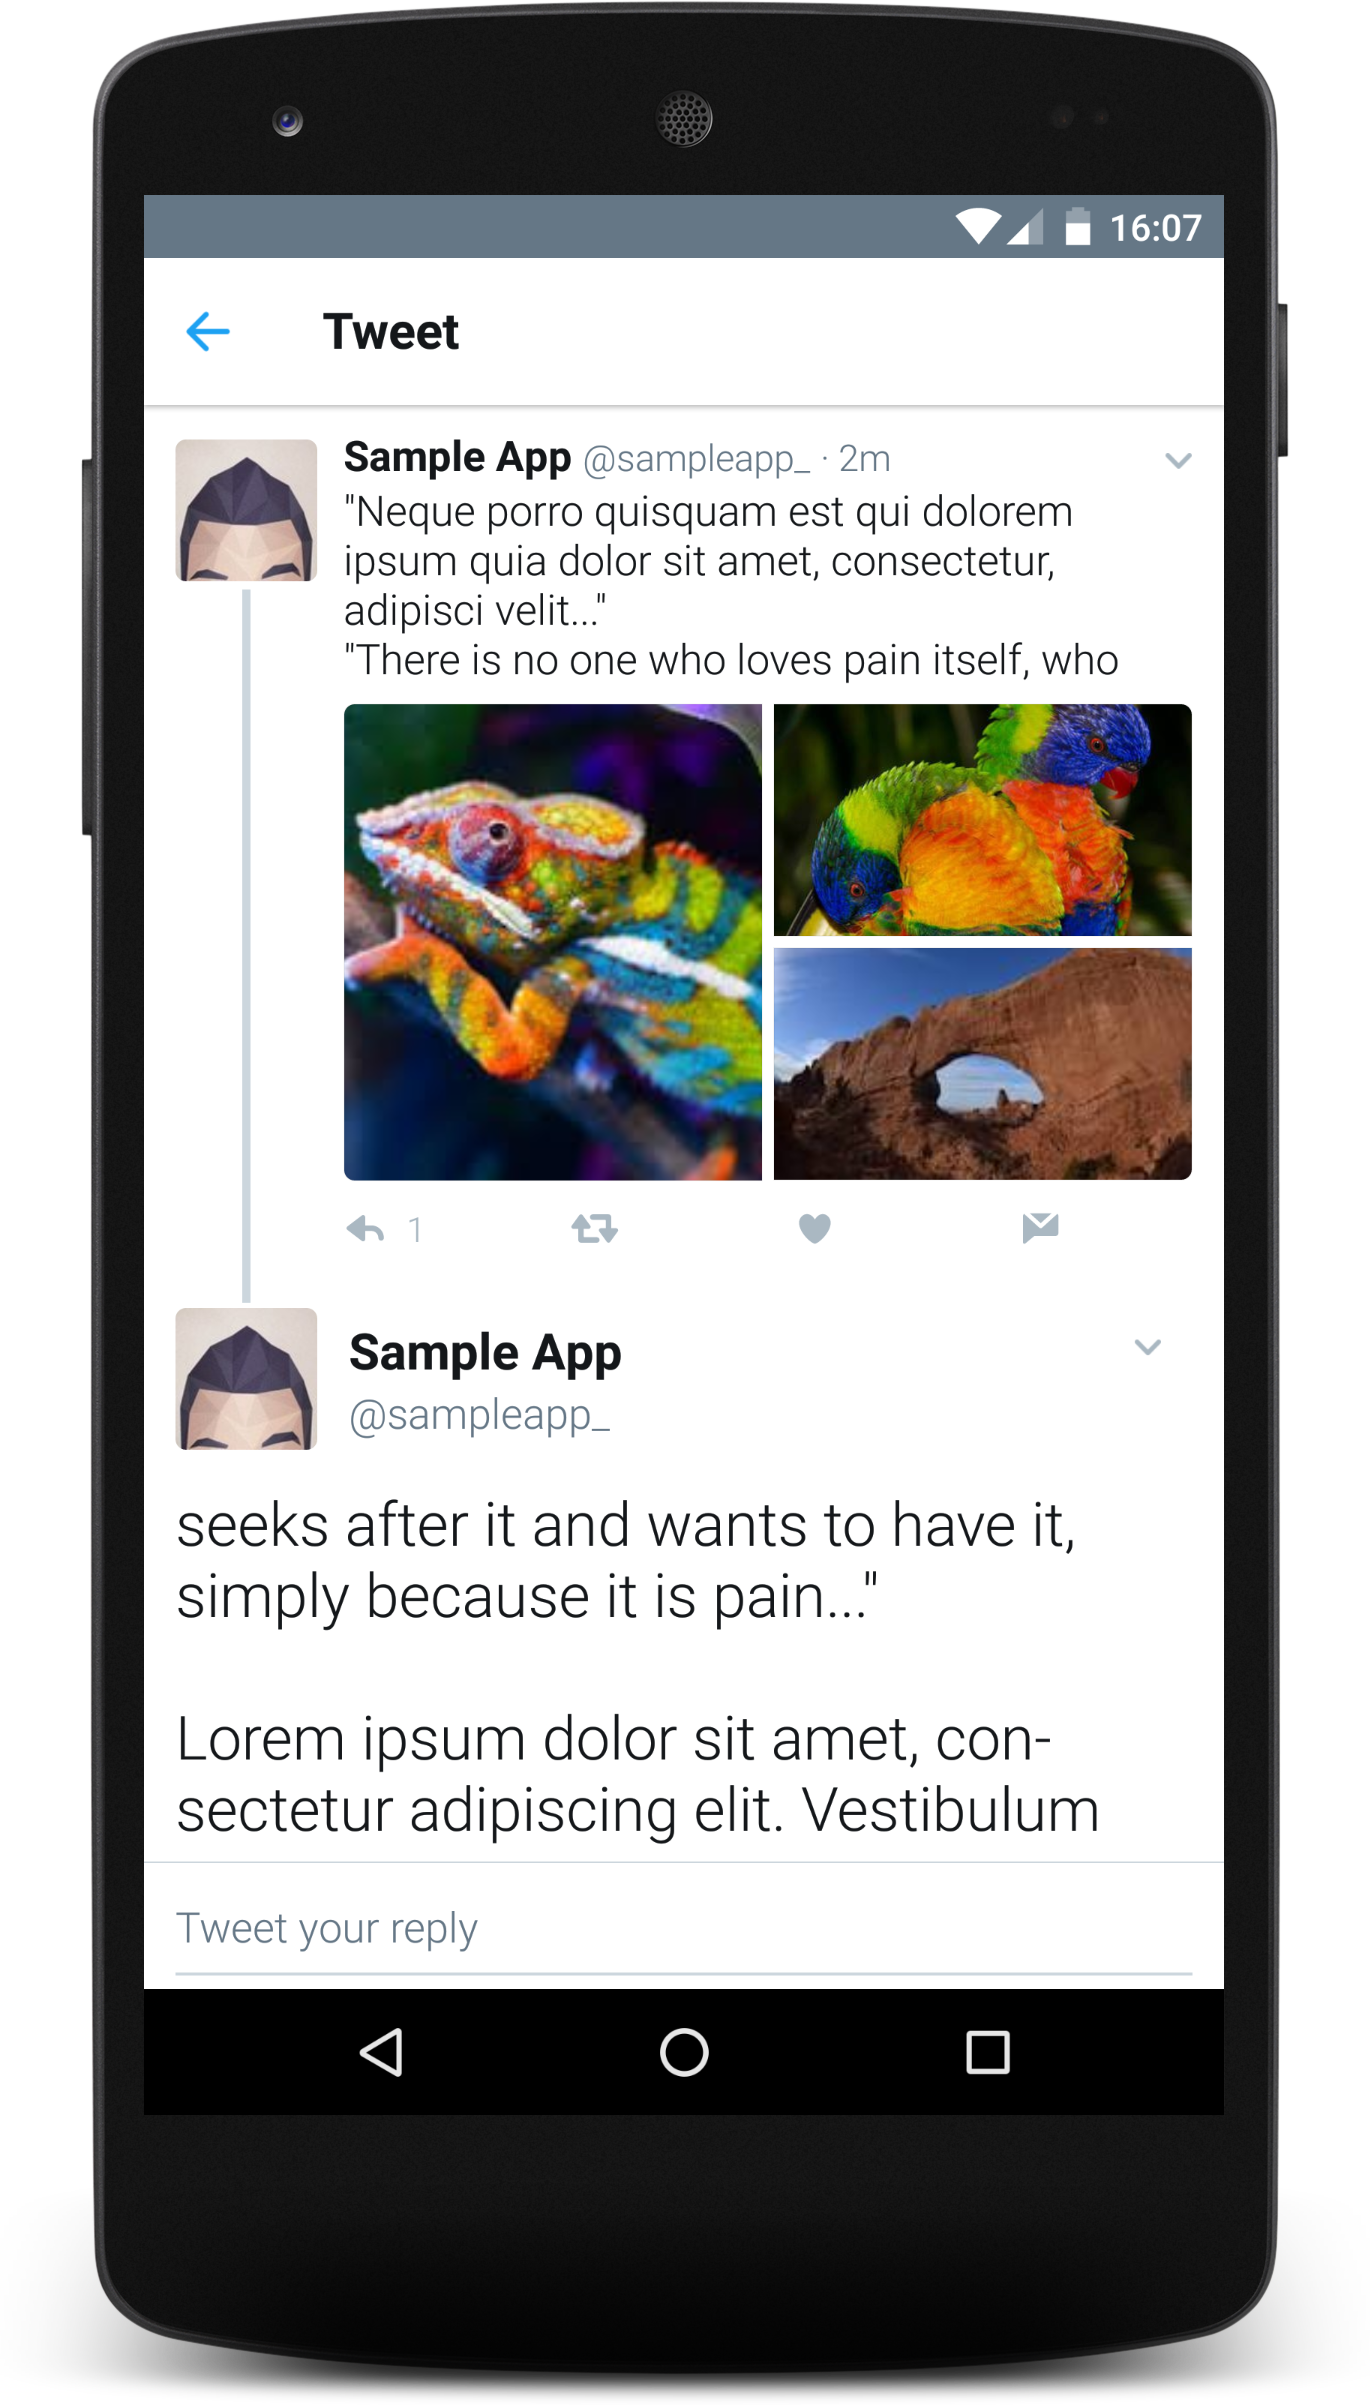 16:07
Tweet
Sample App @sampleapp_ · 2m
"Neque porro quisquam est qui dolorem
ipsum quia dolor sit amet, consectetur,
adipisci velit..."
"There is no one who loves pain itself, who
1
Sample App
@sampleapp_
seeks after it and wants to have it,
simply because it is pain..."
Lorem ipsum dolor sit amet, con-
sectetur adipiscing elit. Vestibulum
Tweet your reply